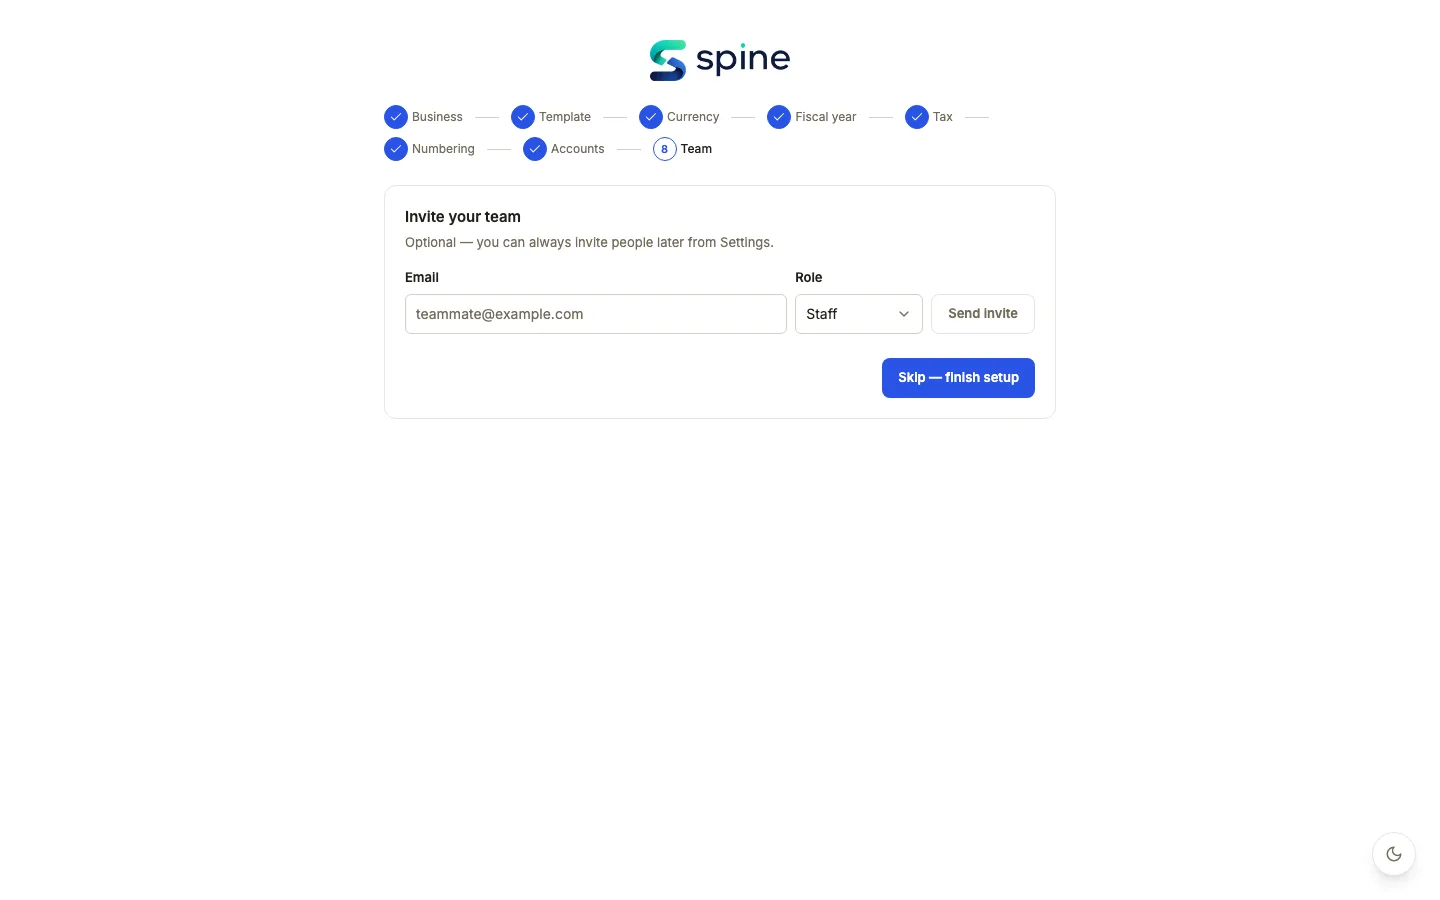 spine
Business Template Currency Fiscal year Tax
Numbering Accounts 8 Team
Invite your team
Optional — you can always invite people later from Settings.
Email Role
teammate@example.com Staff Send invite
Skip — finish setup